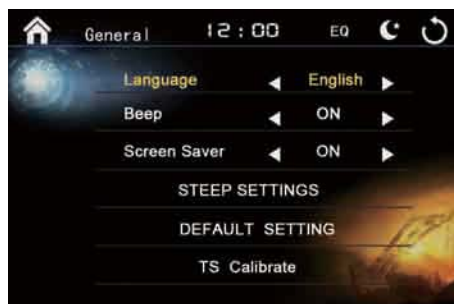 General 12:00 EQ
Language English
Beep ON
Screen Saver ON
STEEP SETTINGS
DEFAULT SETTING
TS Calibrate